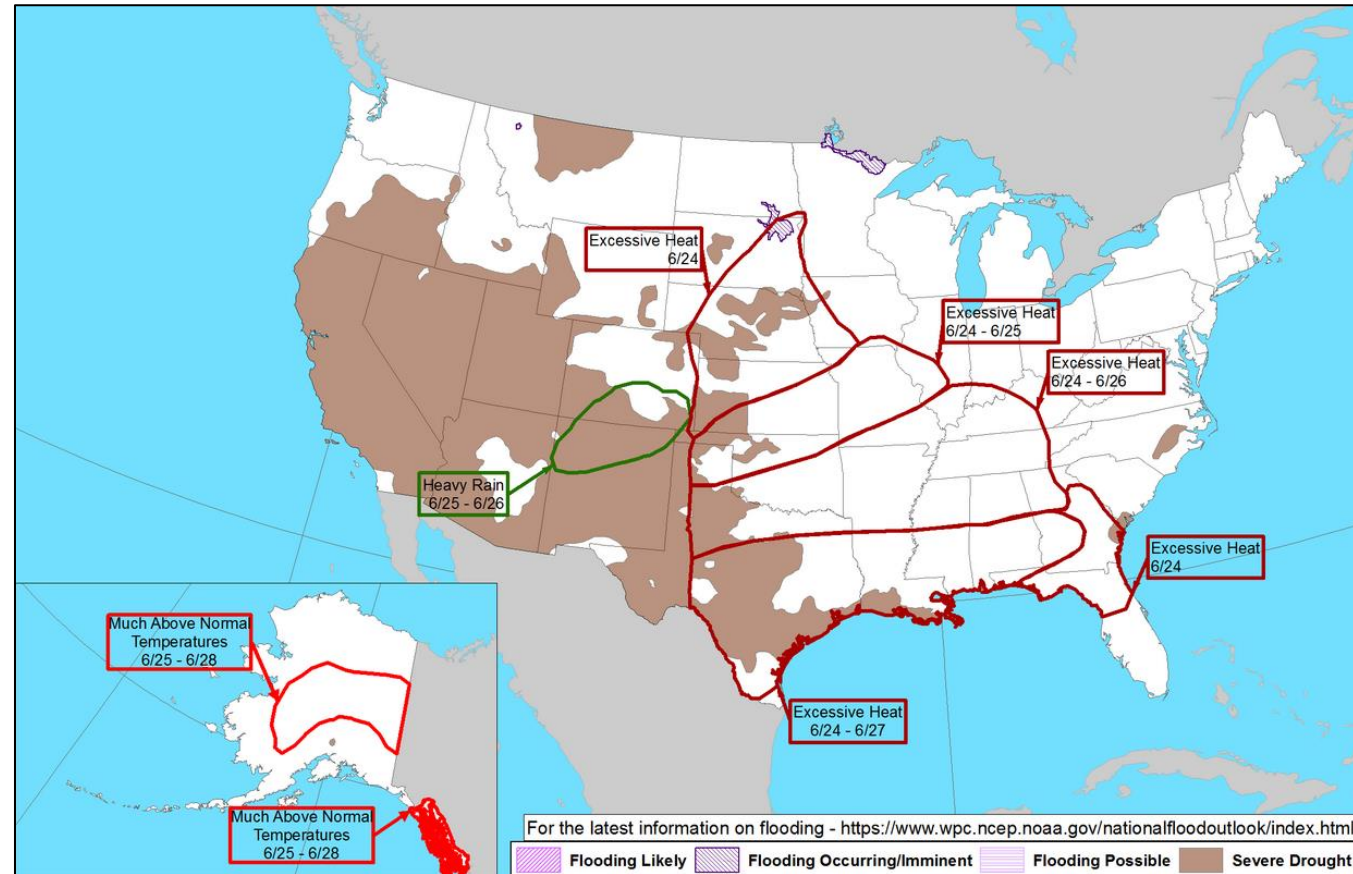 Excessive Heat
6/24
Excessive Heat
6/24 - 6/25
Excessive Heat
6/24 - 6/26
Heavy Rain
6/25 - 6/26
Excessive Heat
6/24
Much Above Normal
Temperatures
6/25 - 6/28
Excessive Heat
6/24 - 6/27
Much Above Normal
Temperatures
6/25 - 6/28
For the latest information on flooding - https://www.wpc.ncep.noaa.gov/nationalfloodoutlook/index.html
Flooding Likely
Flooding Occurring/Imminent
Flooding Possible
Severe Drought